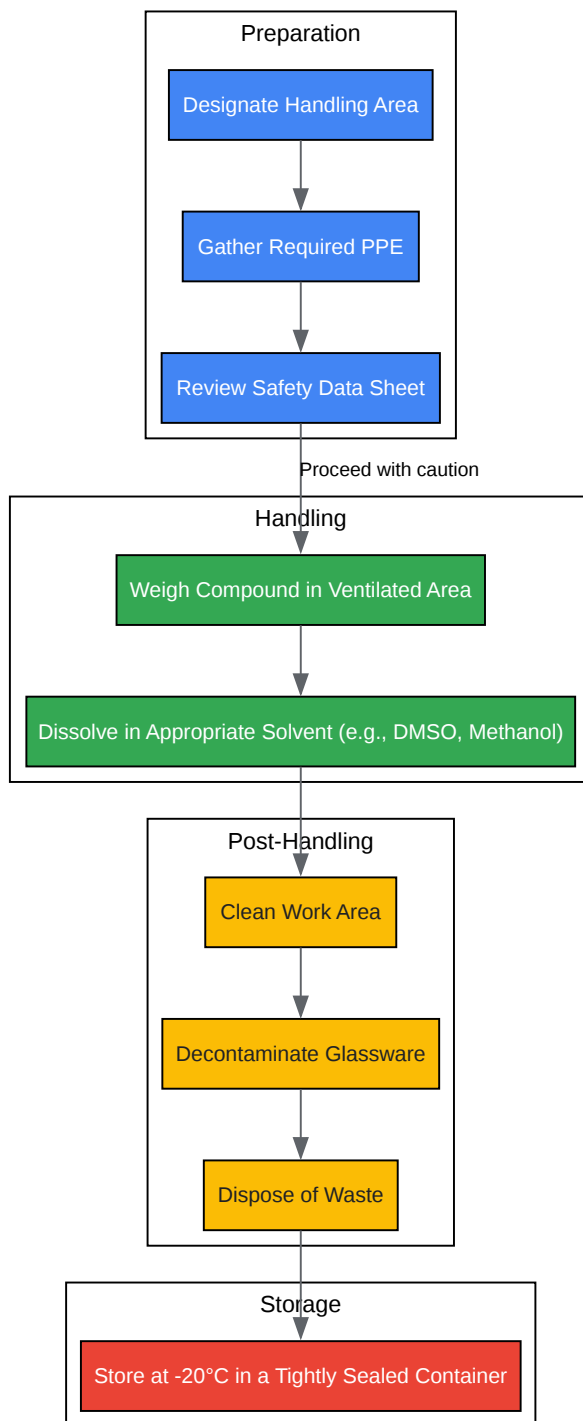 Preparation
Designate Handling Area
Gather Required PPE
Review Safety Data Sheet
Proceed with caution
Handling
Weigh Compound in Ventilated Area
Dissolve in Appropriate Solvent (e.g., DMSO, Methanol)
Post-Handling
Clean Work Area
Decontaminate Glassware
Dispose of Waste
Storage
Store at -20°C in a Tightly Sealed Container